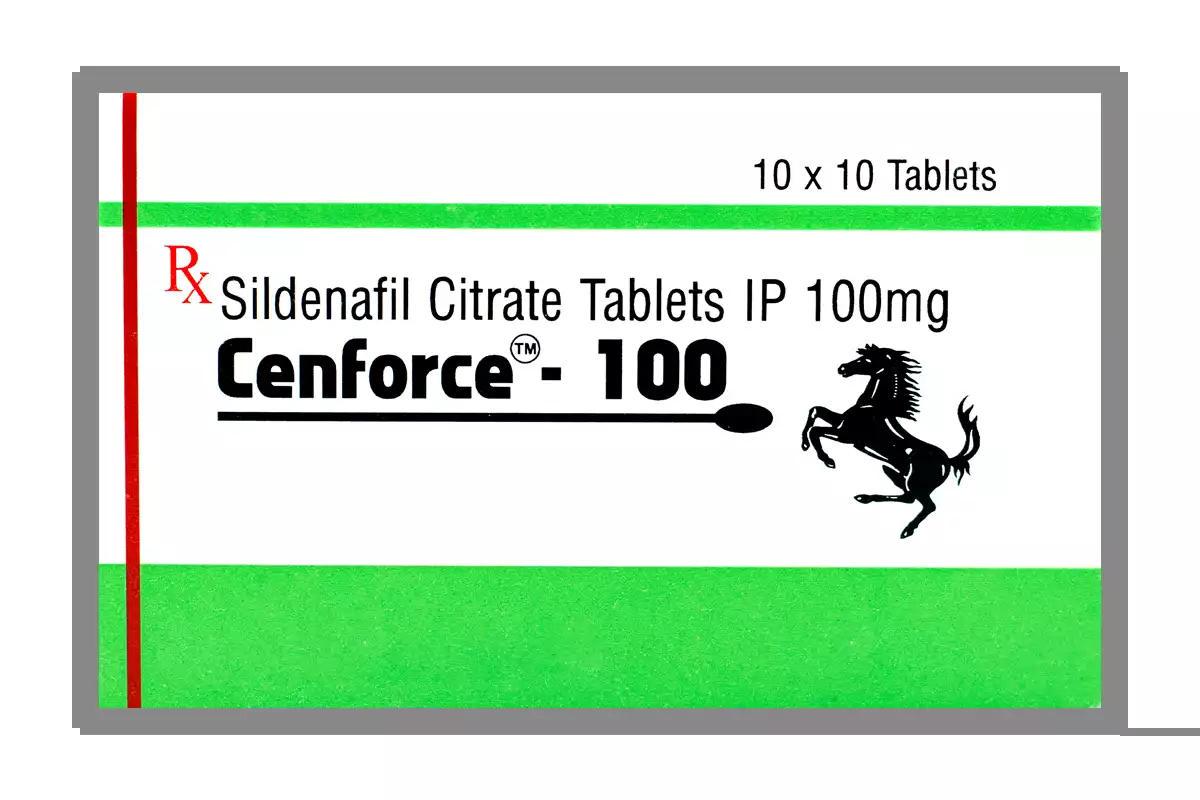 10 x 10 Tablets
Rx Sildenafil Citrate Tablets IP 100mg
Cenforce™- 100